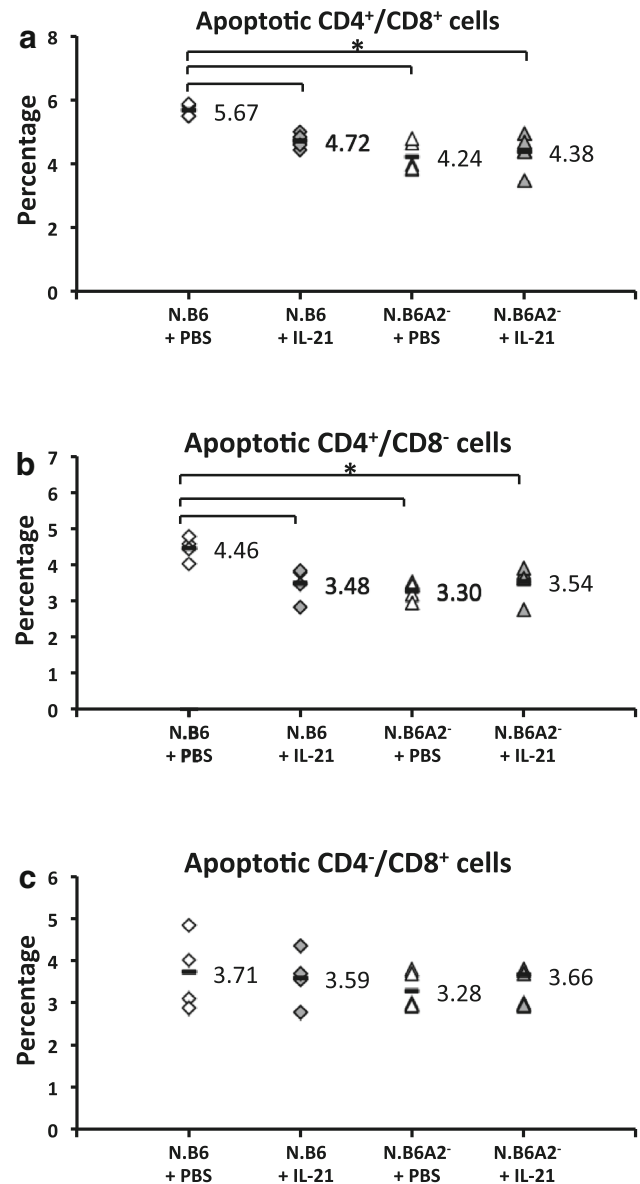 a
Apoptotic CD4⁺/CD8⁺ cells
Percentage
8
6
4
2
0
*
5.67
4.72
4.24
4.38
N.B6 + PBS
N.B6 + IL-21
N.B6A2⁻ + PBS
N.B6A2⁻ + IL-21
b
Apoptotic CD4⁺/CD8⁻ cells
Percentage
7
6
5
4
3
2
1
0
*
4.46
3.48
3.30
3.54
N.B6 + PBS
N.B6 + IL-21
N.B6A2⁻ + PBS
N.B6A2⁻ + IL-21
c
Apoptotic CD4⁻/CD8⁺ cells
Percentage
6
5
4
3
2
1
0
3.71
3.59
3.28
3.66
N.B6 + PBS
N.B6 + IL-21
N.B6A2⁻ + PBS
N.B6A2⁻ + IL-21